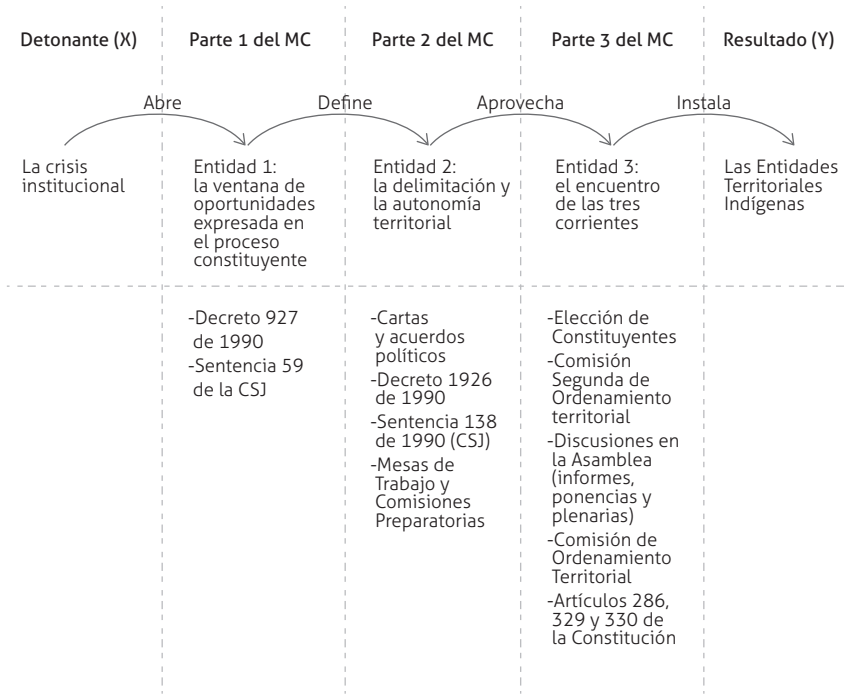 Detonante (X)
Parte 1 del MC
Parte 2 del MC
Parte 3 del MC
Resultado (Y)
Abre
Define
Aprovecha
Instala
La crisis
institucional
Entidad 1:
la ventana de
oportunidades
expresada en
el proceso
constituyente
Entidad 2:
la delimitación y
la autonomía
territorial
Entidad 3:
el encuentro
de las tres
corrientes
Las Entidades
Territoriales
Indígenas
-Decreto 927
de 1990
-Sentencia 59
de la CSJ
-Cartas
y acuerdos
políticos
-Decreto 1926
de 1990
-Sentencia 138
de 1990 (CSJ)
-Mesas de
Trabajo y
Comisiones
Preparatorias
-Elección de
Constituyentes
-Comisión
Segunda de
Ordenamiento
territorial
-Discusiones en
la Asamblea
(informes,
ponencias y
plenarias)
-Comisión de
Ordenamiento
Territorial
-Artículos 286,
329 y 330 de
la Constitución